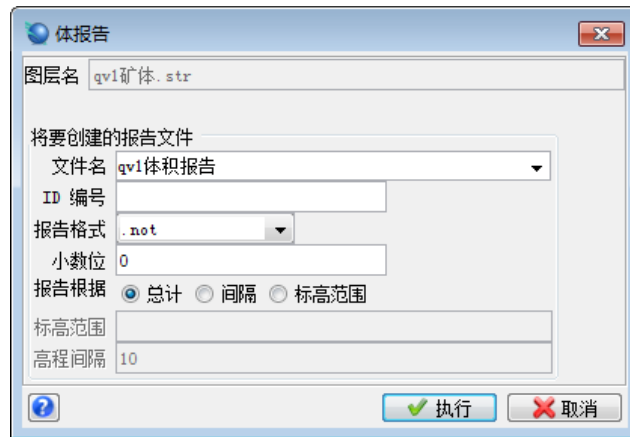 体报告
图层名 qv1矿体.str
将要创建的报告文件
文件名 qv1体积报告
ID 编号
报告格式 .not
小数位 0
报告根据 总计 间隔 标高范围
标高范围
高程间隔 10
执行 取消